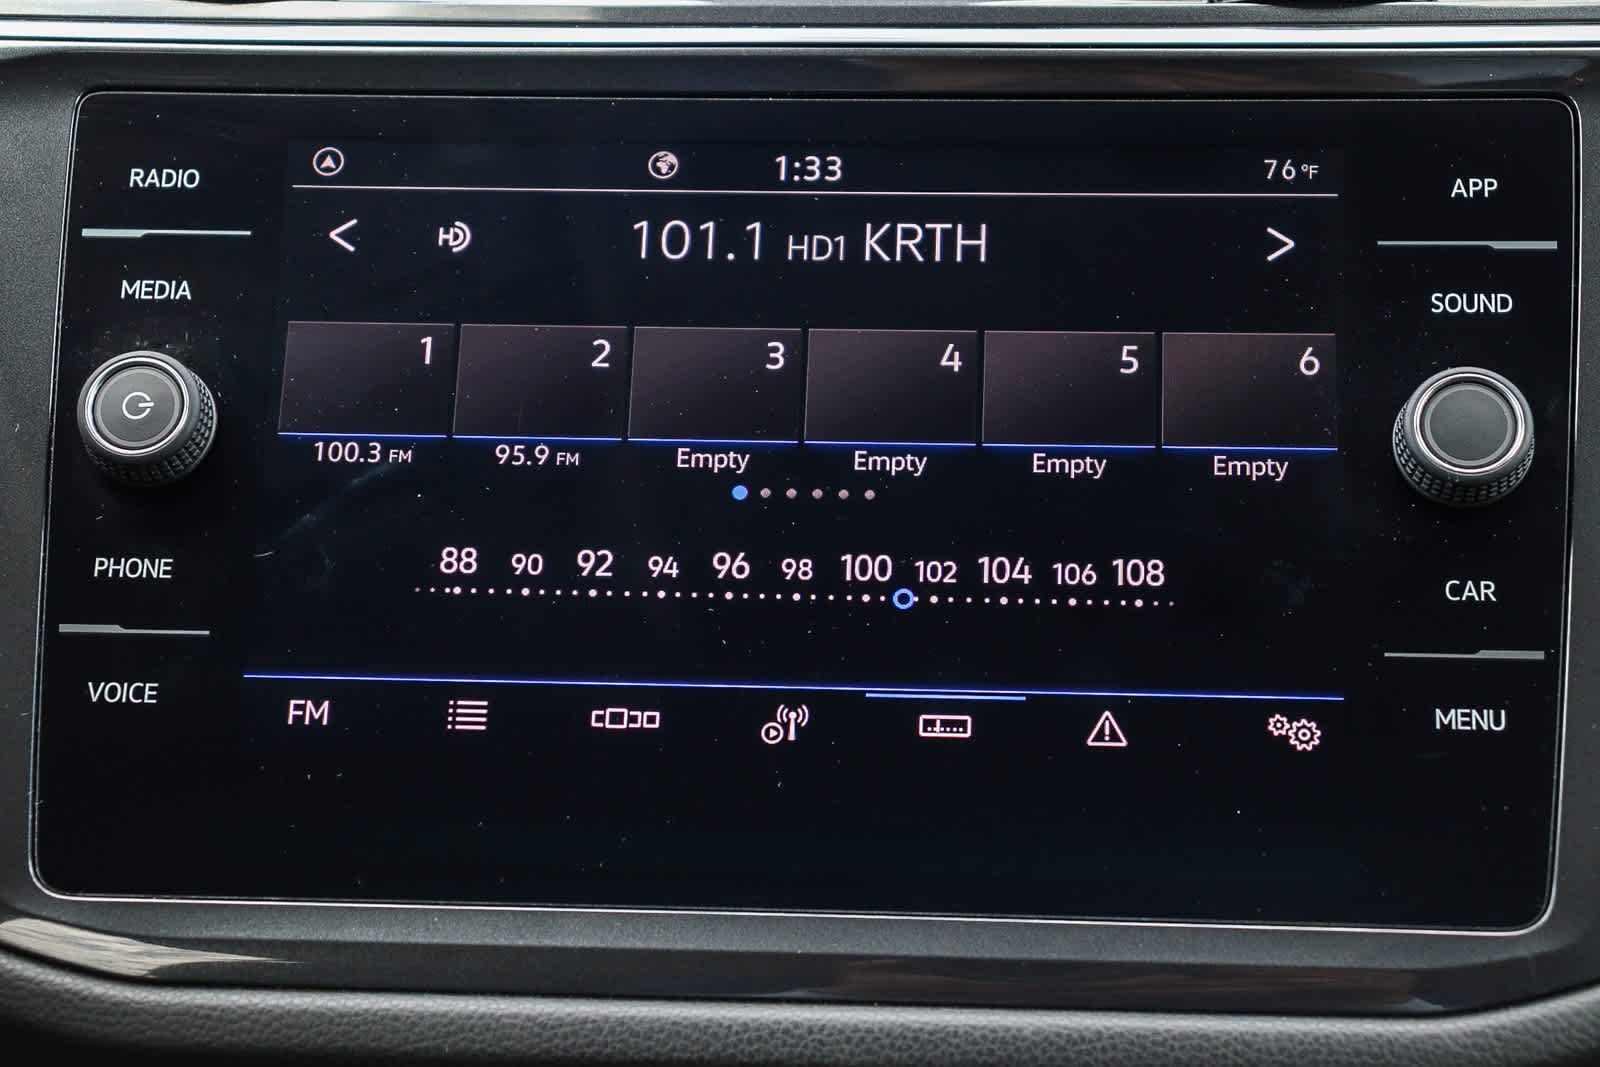 RADIO
MEDIA
PHONE
VOICE
1:33
76°F
HD
101.1 HD1 KRTH
1 2 3 4 5 6
100.3 FM 95.9 FM Empty Empty Empty Empty
88 90 92 94 96 98 100 102 104 106 108
FM
APP
SOUND
CAR
MENU